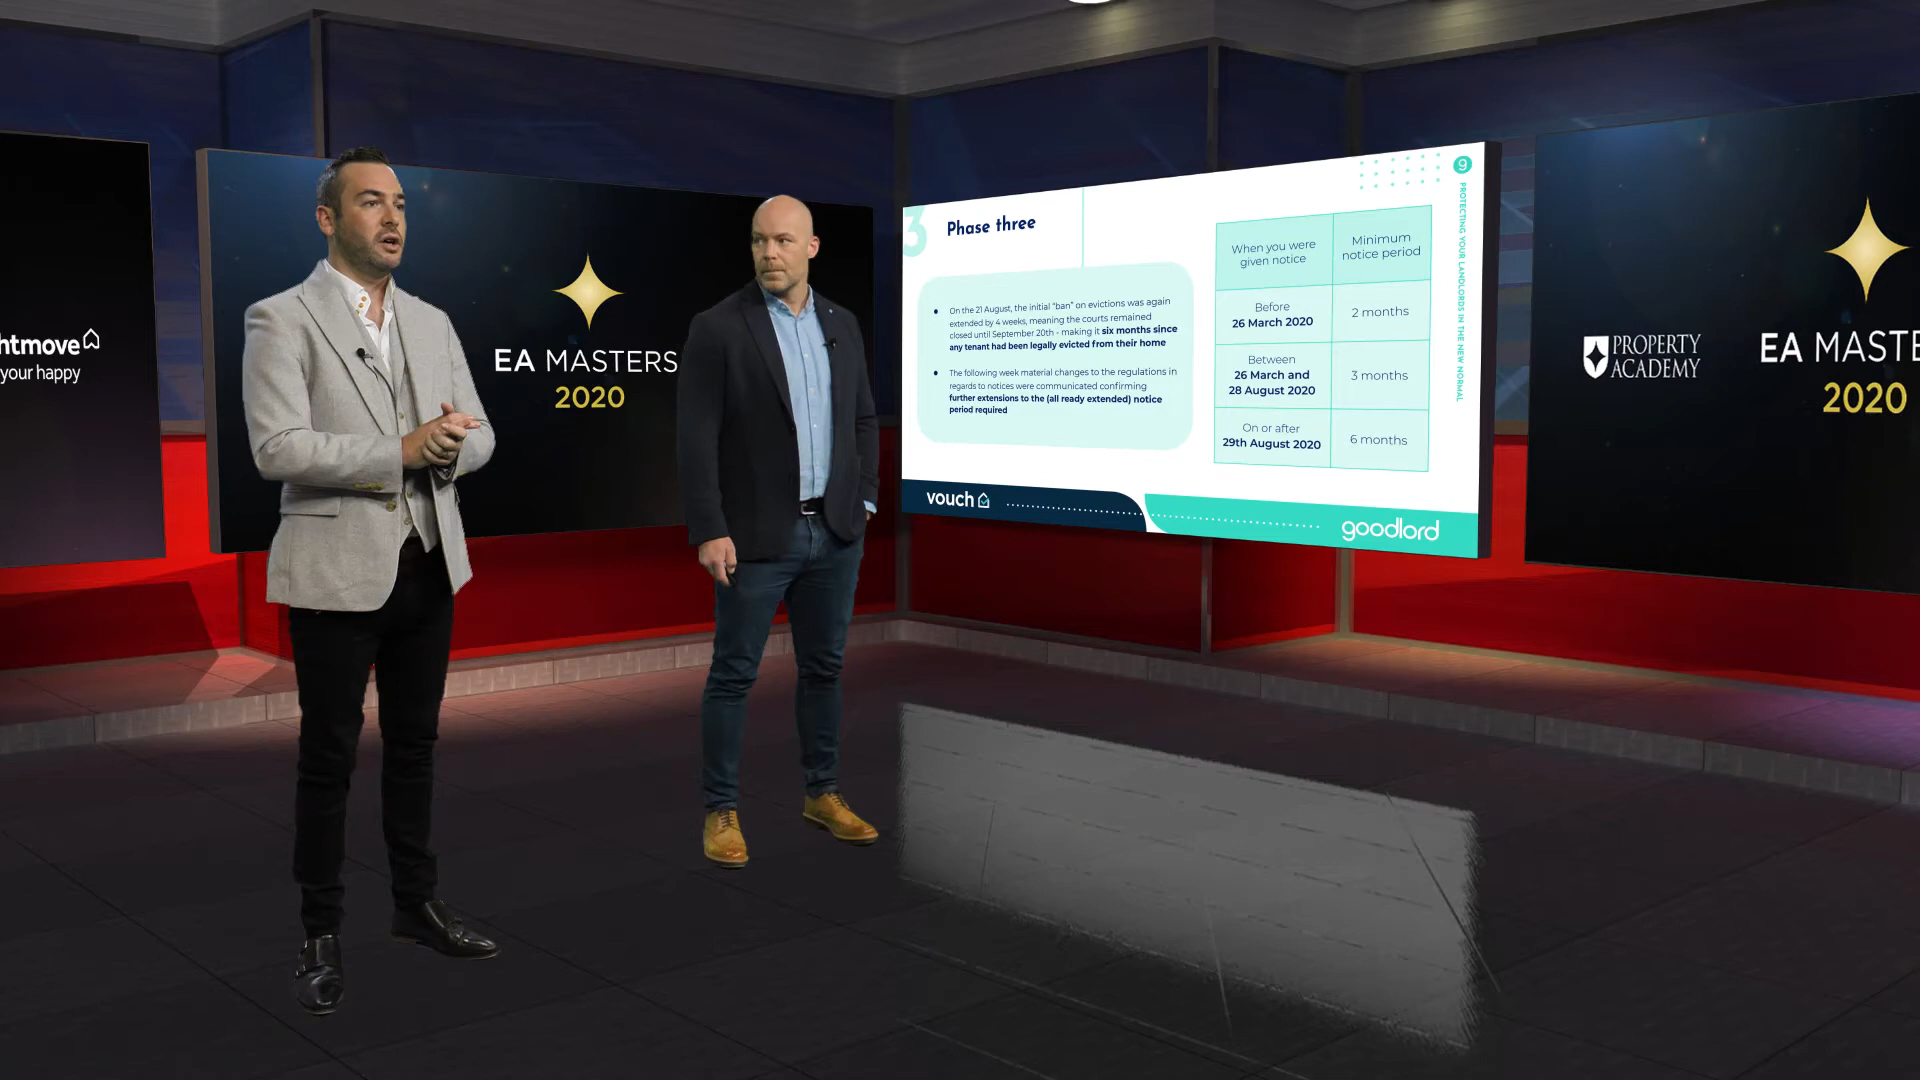 htmove
your happy
EA MASTERS
2020
3
Phase three
On the 21 August, the initial "ban" on evictions was again
extended by 4 weeks, meaning the courts remained
closed until September 20th - making it six months since
any tenant had been legally evicted from their home
The following week material changes to the regulations in
regards to notices were communicated confirming
further extensions to the (all ready extended) notice
period required
When you were
given notice
Minimum
notice period
Before
26 March 2020
2 months
Between
26 March and
28 August 2020
3 months
On or after
29th August 2020
6 months
9
PROTECTING YOUR LANDLORDS IN THE NEW NORMAL
vouch
goodlord
PROPERTY
ACADEMY
EA MASTE
2020